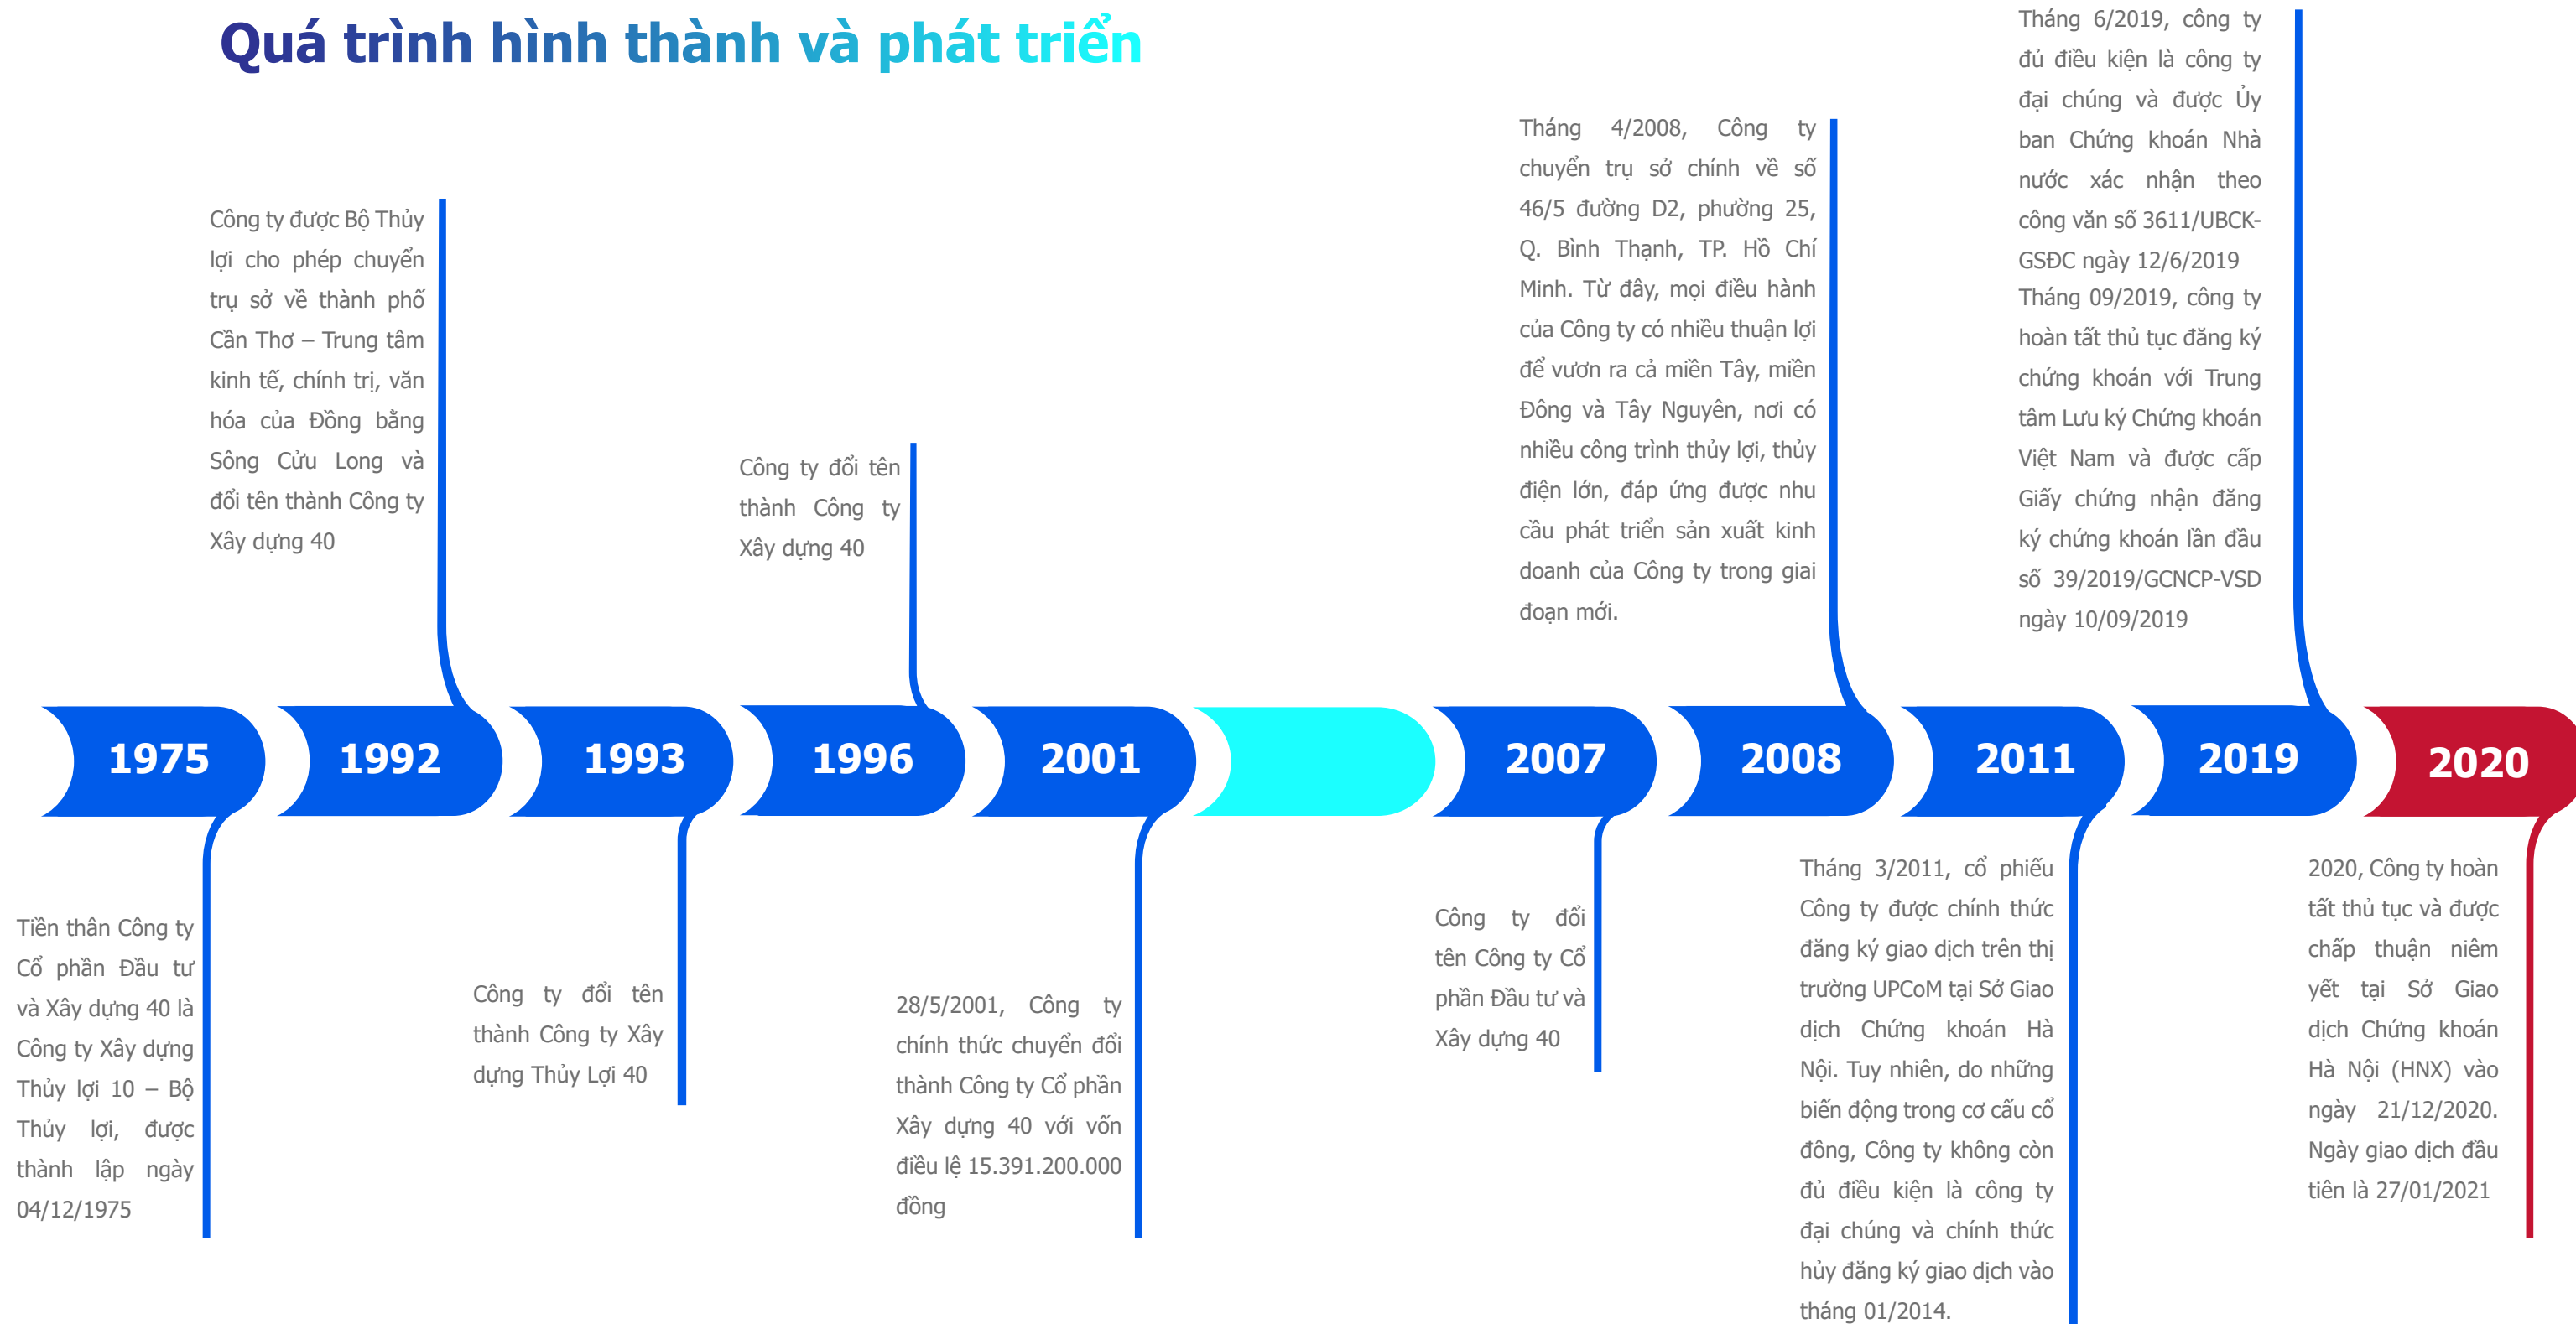 Quá trình hình thành và phát triển
Công ty được Bộ Thủy
lợi cho phép chuyển
trụ sở về thành phố
Cần Thơ – Trung tâm
kinh tế, chính trị, văn
hóa của Đồng bằng
Sông Cửu Long và
đổi tên thành Công ty
Xây dựng 40
Công ty đổi tên
thành Công ty
Xây dựng 40
Tháng 4/2008, Công ty
chuyển trụ sở chính về số
46/5 đường D2, phường 25,
Q. Bình Thạnh, TP. Hồ Chí
Minh. Từ đây, mọi điều hành
của Công ty có nhiều thuận lợi
để vươn ra cả miền Tây, miền
Đông và Tây Nguyên, nơi có
nhiều công trình thủy lợi, thủy
điện lớn, đáp ứng được nhu
cầu phát triển sản xuất kinh
doanh của Công ty trong giai
đoạn mới.
Tháng 6/2019, công ty
đủ điều kiện là công ty
đại chúng và được Ủy
ban Chứng khoán Nhà
nước xác nhận theo
công văn số 3611/UBCK-
GSĐC ngày 12/6/2019
Tháng 09/2019, công ty
hoàn tất thủ tục đăng ký
chứng khoán với Trung
tâm Lưu ký Chứng khoán
Việt Nam và được cấp
Giấy chứng nhận đăng
ký chứng khoán lần đầu
số 39/2019/GCNCP-VSD
ngày 10/09/2019
1975
1992
1993
1996
2001
2007
2008
2011
2019
2020
Tiền thân Công ty
Cổ phần Đầu tư
và Xây dựng 40 là
Công ty Xây dựng
Thủy lợi 10 – Bộ
Thủy lợi, được
thành lập ngày
04/12/1975
Công ty đổi tên
thành Công ty Xây
dựng Thủy Lợi 40
28/5/2001, Công ty
chính thức chuyển đổi
thành Công ty Cổ phần
Xây dựng 40 với vốn
điều lệ 15.391.200.000
đồng
Công ty đổi
tên Công ty Cổ
phần Đầu tư và
Xây dựng 40
Tháng 3/2011, cổ phiếu
Công ty được chính thức
đăng ký giao dịch trên thị
trường UPCoM tại Sở Giao
dịch Chứng khoán Hà
Nội. Tuy nhiên, do những
biến động trong cơ cấu cổ
đông, Công ty không còn
đủ điều kiện là công ty
đại chúng và chính thức
hủy đăng ký giao dịch vào
tháng 01/2014.
2020, Công ty hoàn
tất thủ tục và được
chấp thuận niêm
yết tại Sở Giao
dịch Chứng khoán
Hà Nội (HNX) vào
ngày 21/12/2020.
Ngày giao dịch đầu
tiên là 27/01/2021